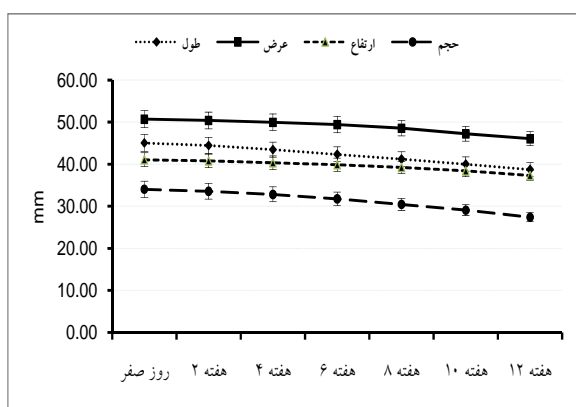 طول عرض ارتفاع حجم
60.00
50.00
40.00
30.00
20.00
10.00
0.00
mm
روز صفر هفته ۲ هفته ۴ هفته ۶ هفته ۸ هفته ۱۰ هفته ۱۲